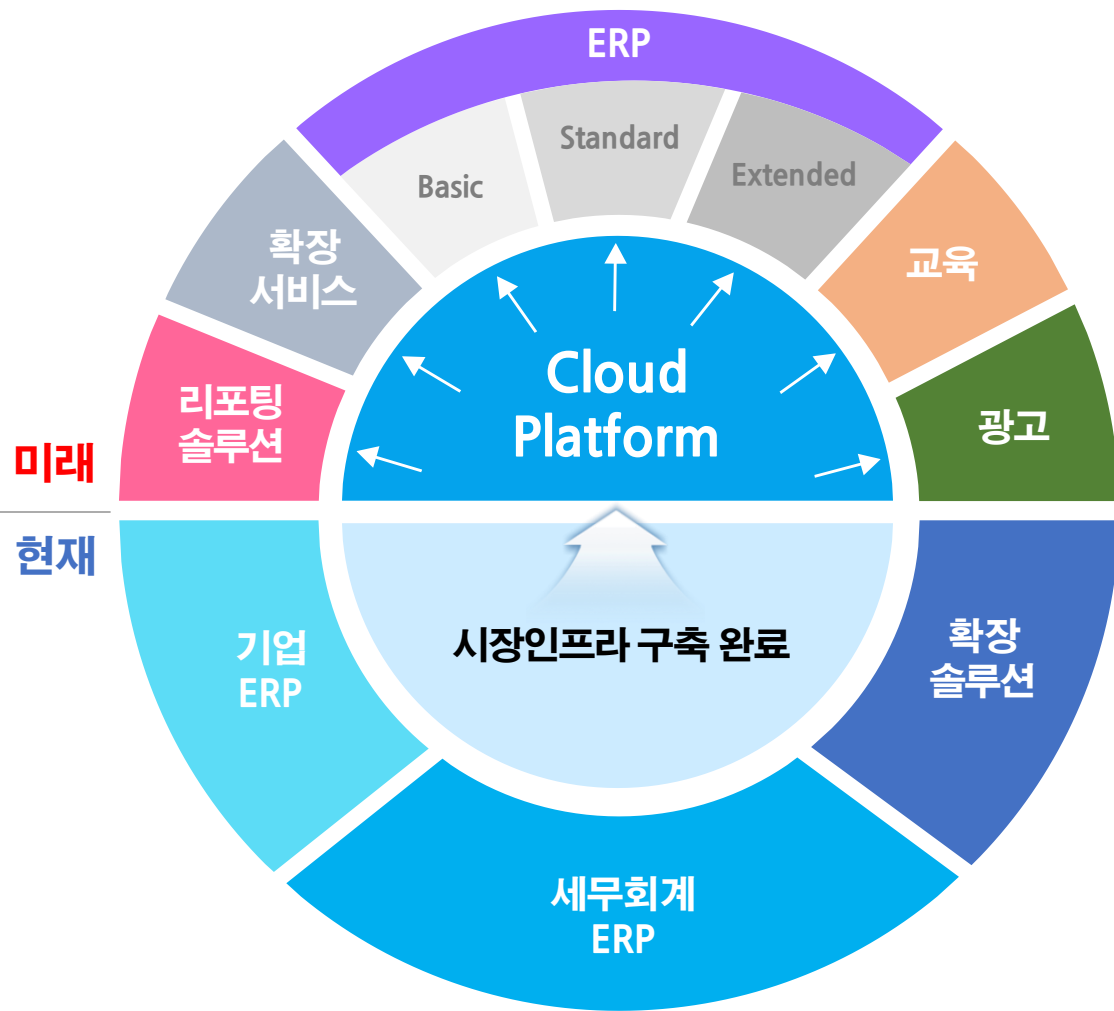 ERP
Basic
Standard
Extended
확장
서비스
교육
리포팅
솔루션
Cloud
Platform
광고
미래
현재
기업
ERP
시장인프라 구축 완료
확장
솔루션
세무회계
ERP